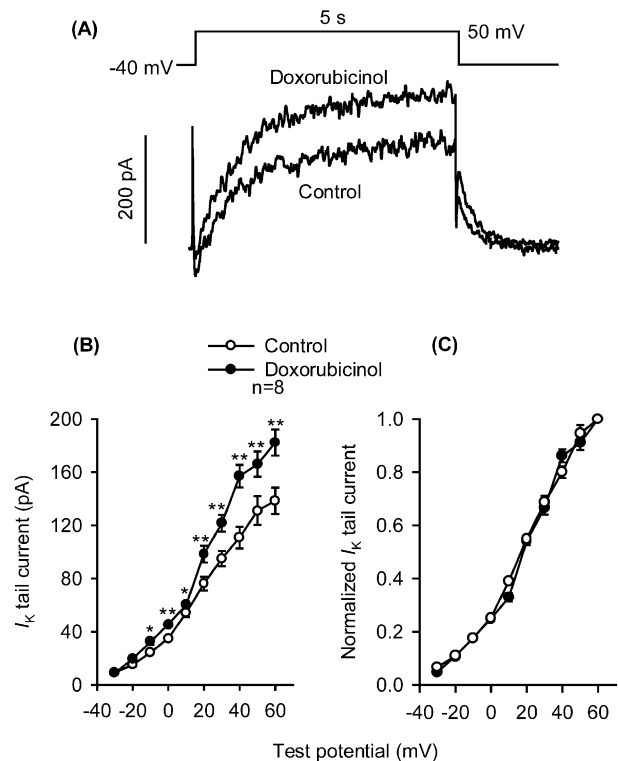 (A)
5 s
50 mV
-40 mV
Doxorubicinol
200 pA
Control
(B)
Control
Doxorubicinol
n=8
(C)
200
160
120
80
40
0
IK tail current (pA)
* ** * ** ** ** ** **
-40 -20 0 20 40 60
1.0
0.8
0.6
0.4
0.2
0.0
Normalized IK tail current
-40 -20 0 20 40 60
Test potential (mV)